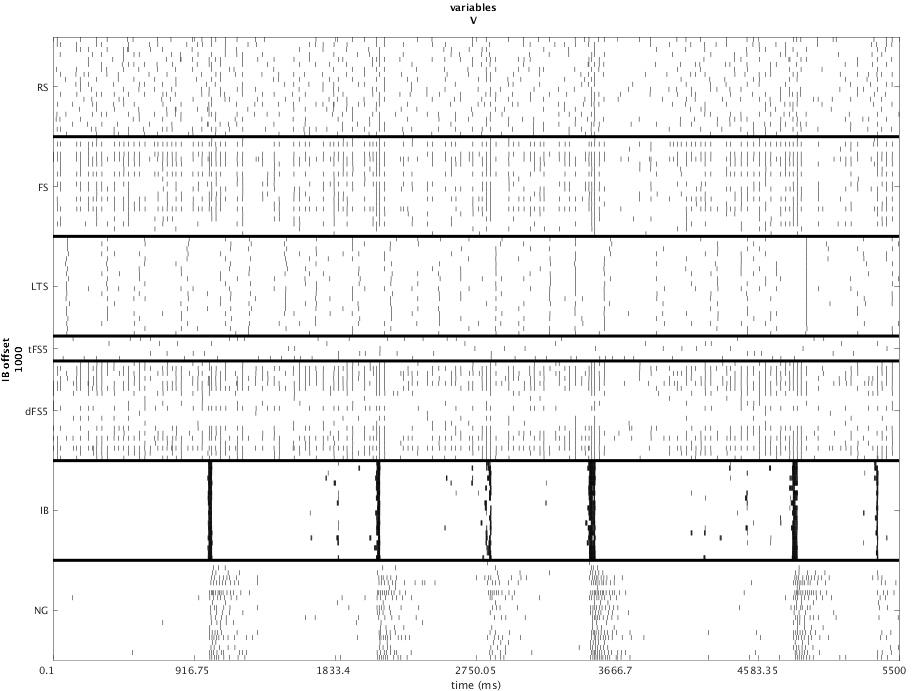 variables
V
RS
FS
LTS
tFS5
dFS5
IB
NG
IB offset
1000
0.1 916.75 1833.4 2750.05 3666.7 4583.35 5500
time (ms)